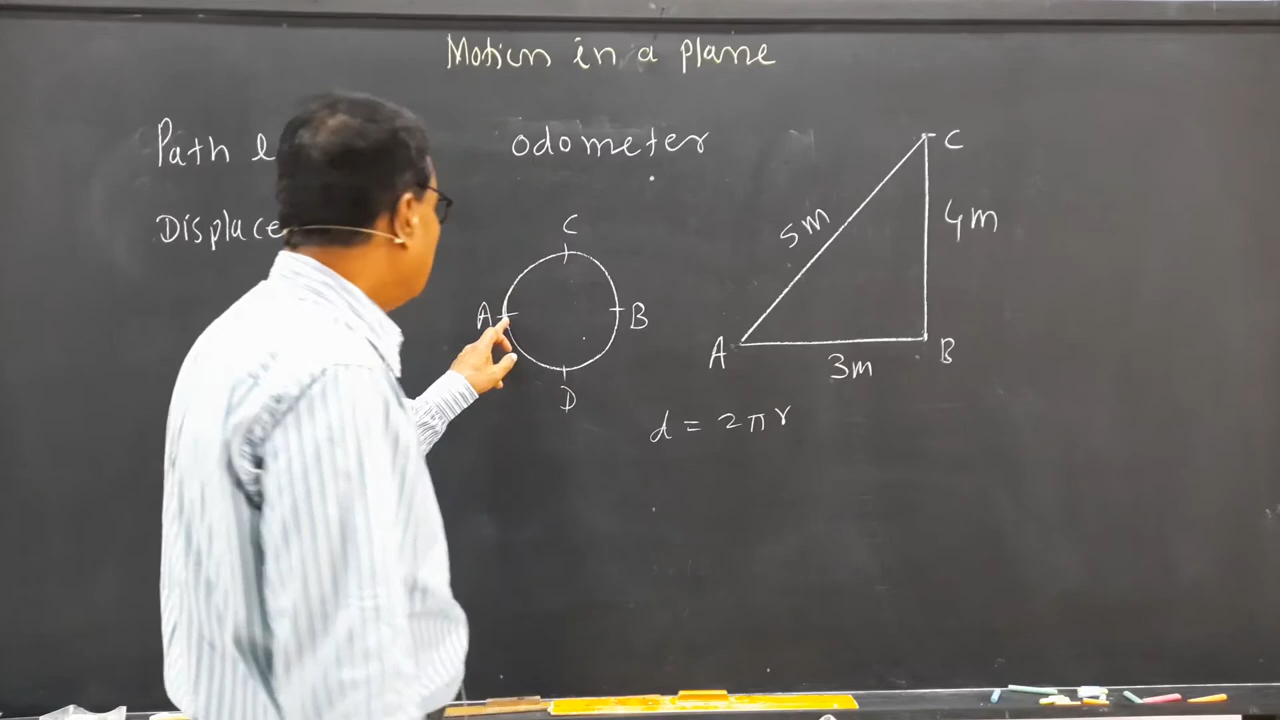 Motion in a plane
Path l
odometer
Displace
C
A
B
D
C
5m
4m
A
B
3m
d = 2πr